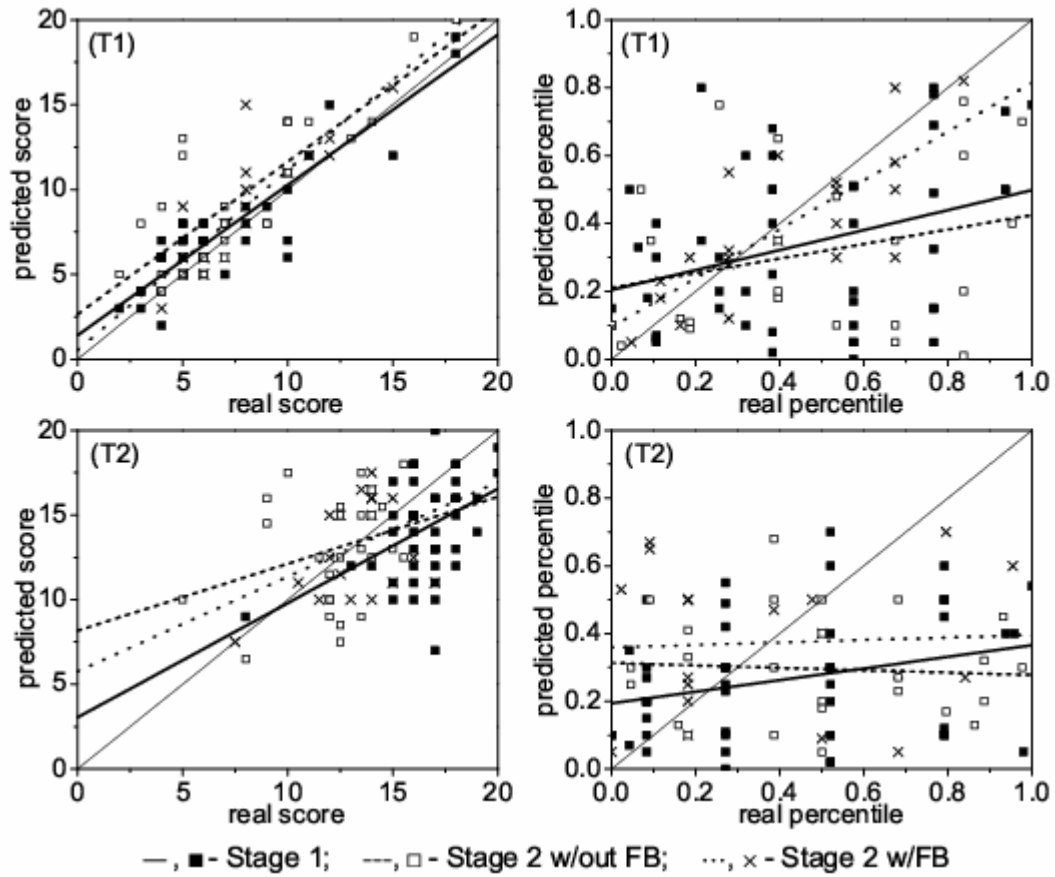 20
(T1)
15
10
5
0
predicted score
0 5 10 15 20
real score
1.0
(T1)
0.8
0.6
0.4
0.2
0.0
predicted percentile
0.2 0.4 0.6 0.8 1.0
real percentile
20
(T2)
15
10
5
0
predicted score
0 5 10 15 20
real score
1.0
(T2)
0.8
0.6
0.4
0.2
0.0
predicted percentile
0.0 0.2 0.4 0.6 0.8 1.0
real percentile
—, ■ - Stage 1; ---, □ - Stage 2 w/out FB; ···, × - Stage 2 w/FB